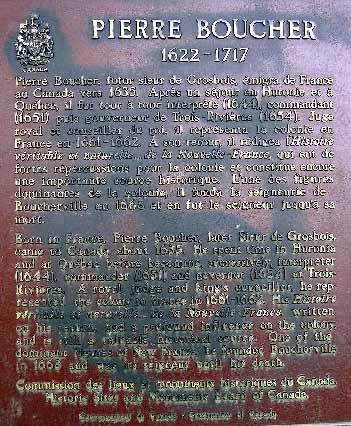 PIERRE BOUCHER
1622-1717
Pierre Boucher, futur sieur de Grosbois, émigra de France
au Canada vers 1635. Après un séjour en Huronie et à
Québec, il fut tour à tour interprète (1644), commandant
(1651) puis gouverneur de Trois-Rivières (1654). Juge
royal et conseiller du roi, il représenta la colonie en
France en 1661-1662. A son retour, il rédigea l'Histoire
véritable et naturelle de la Nouvelle France, qui eut de
fortes répercussions pour la colonie et constitue encore
une importante source historique. L'une des figures
dominantes de la colonie, il fonda la seigneurie de
Boucherville en 1668 et en fut le seigneur jusqu'à sa
mort.
Born in France, Pierre Boucher, later Sieur de Grosbois,
came to Canada about 1635. He spent time in Huronia
and at Quebec before becoming successively interpreter
(1644), commander (1651) and governor (1654) at Trois
Rivières. A royal judge and King's councillor, he rep-
resented the colony in France in 1661-1662. His Histoire
véritable et naturelle de la Nouvelle France, written
on his return, had a profound influence on the colony,
and is still a valuable historical source. One of the
dominant figures of New France, he founded Boucherville
in 1668 and was its seigneur until his death.
Commission des lieux et monuments historiques du Canada
Historic Sites and Monuments Board of Canada.
Government of Canada